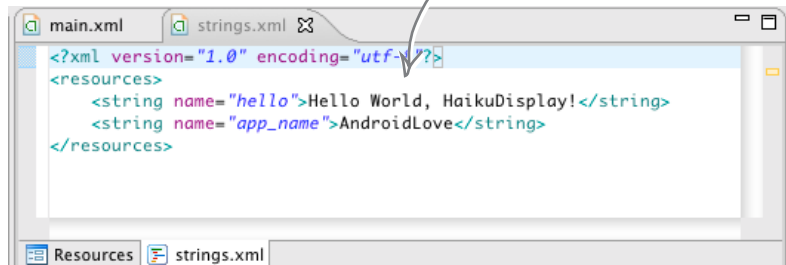 main.xml strings.xml
<?xml version="1.0" encoding="utf-8"?>
<resources>
<string name="hello">Hello World, HaikuDisplay!</string>
<string name="app_name">AndroidLove</string>
</resources>
Resources strings.xml